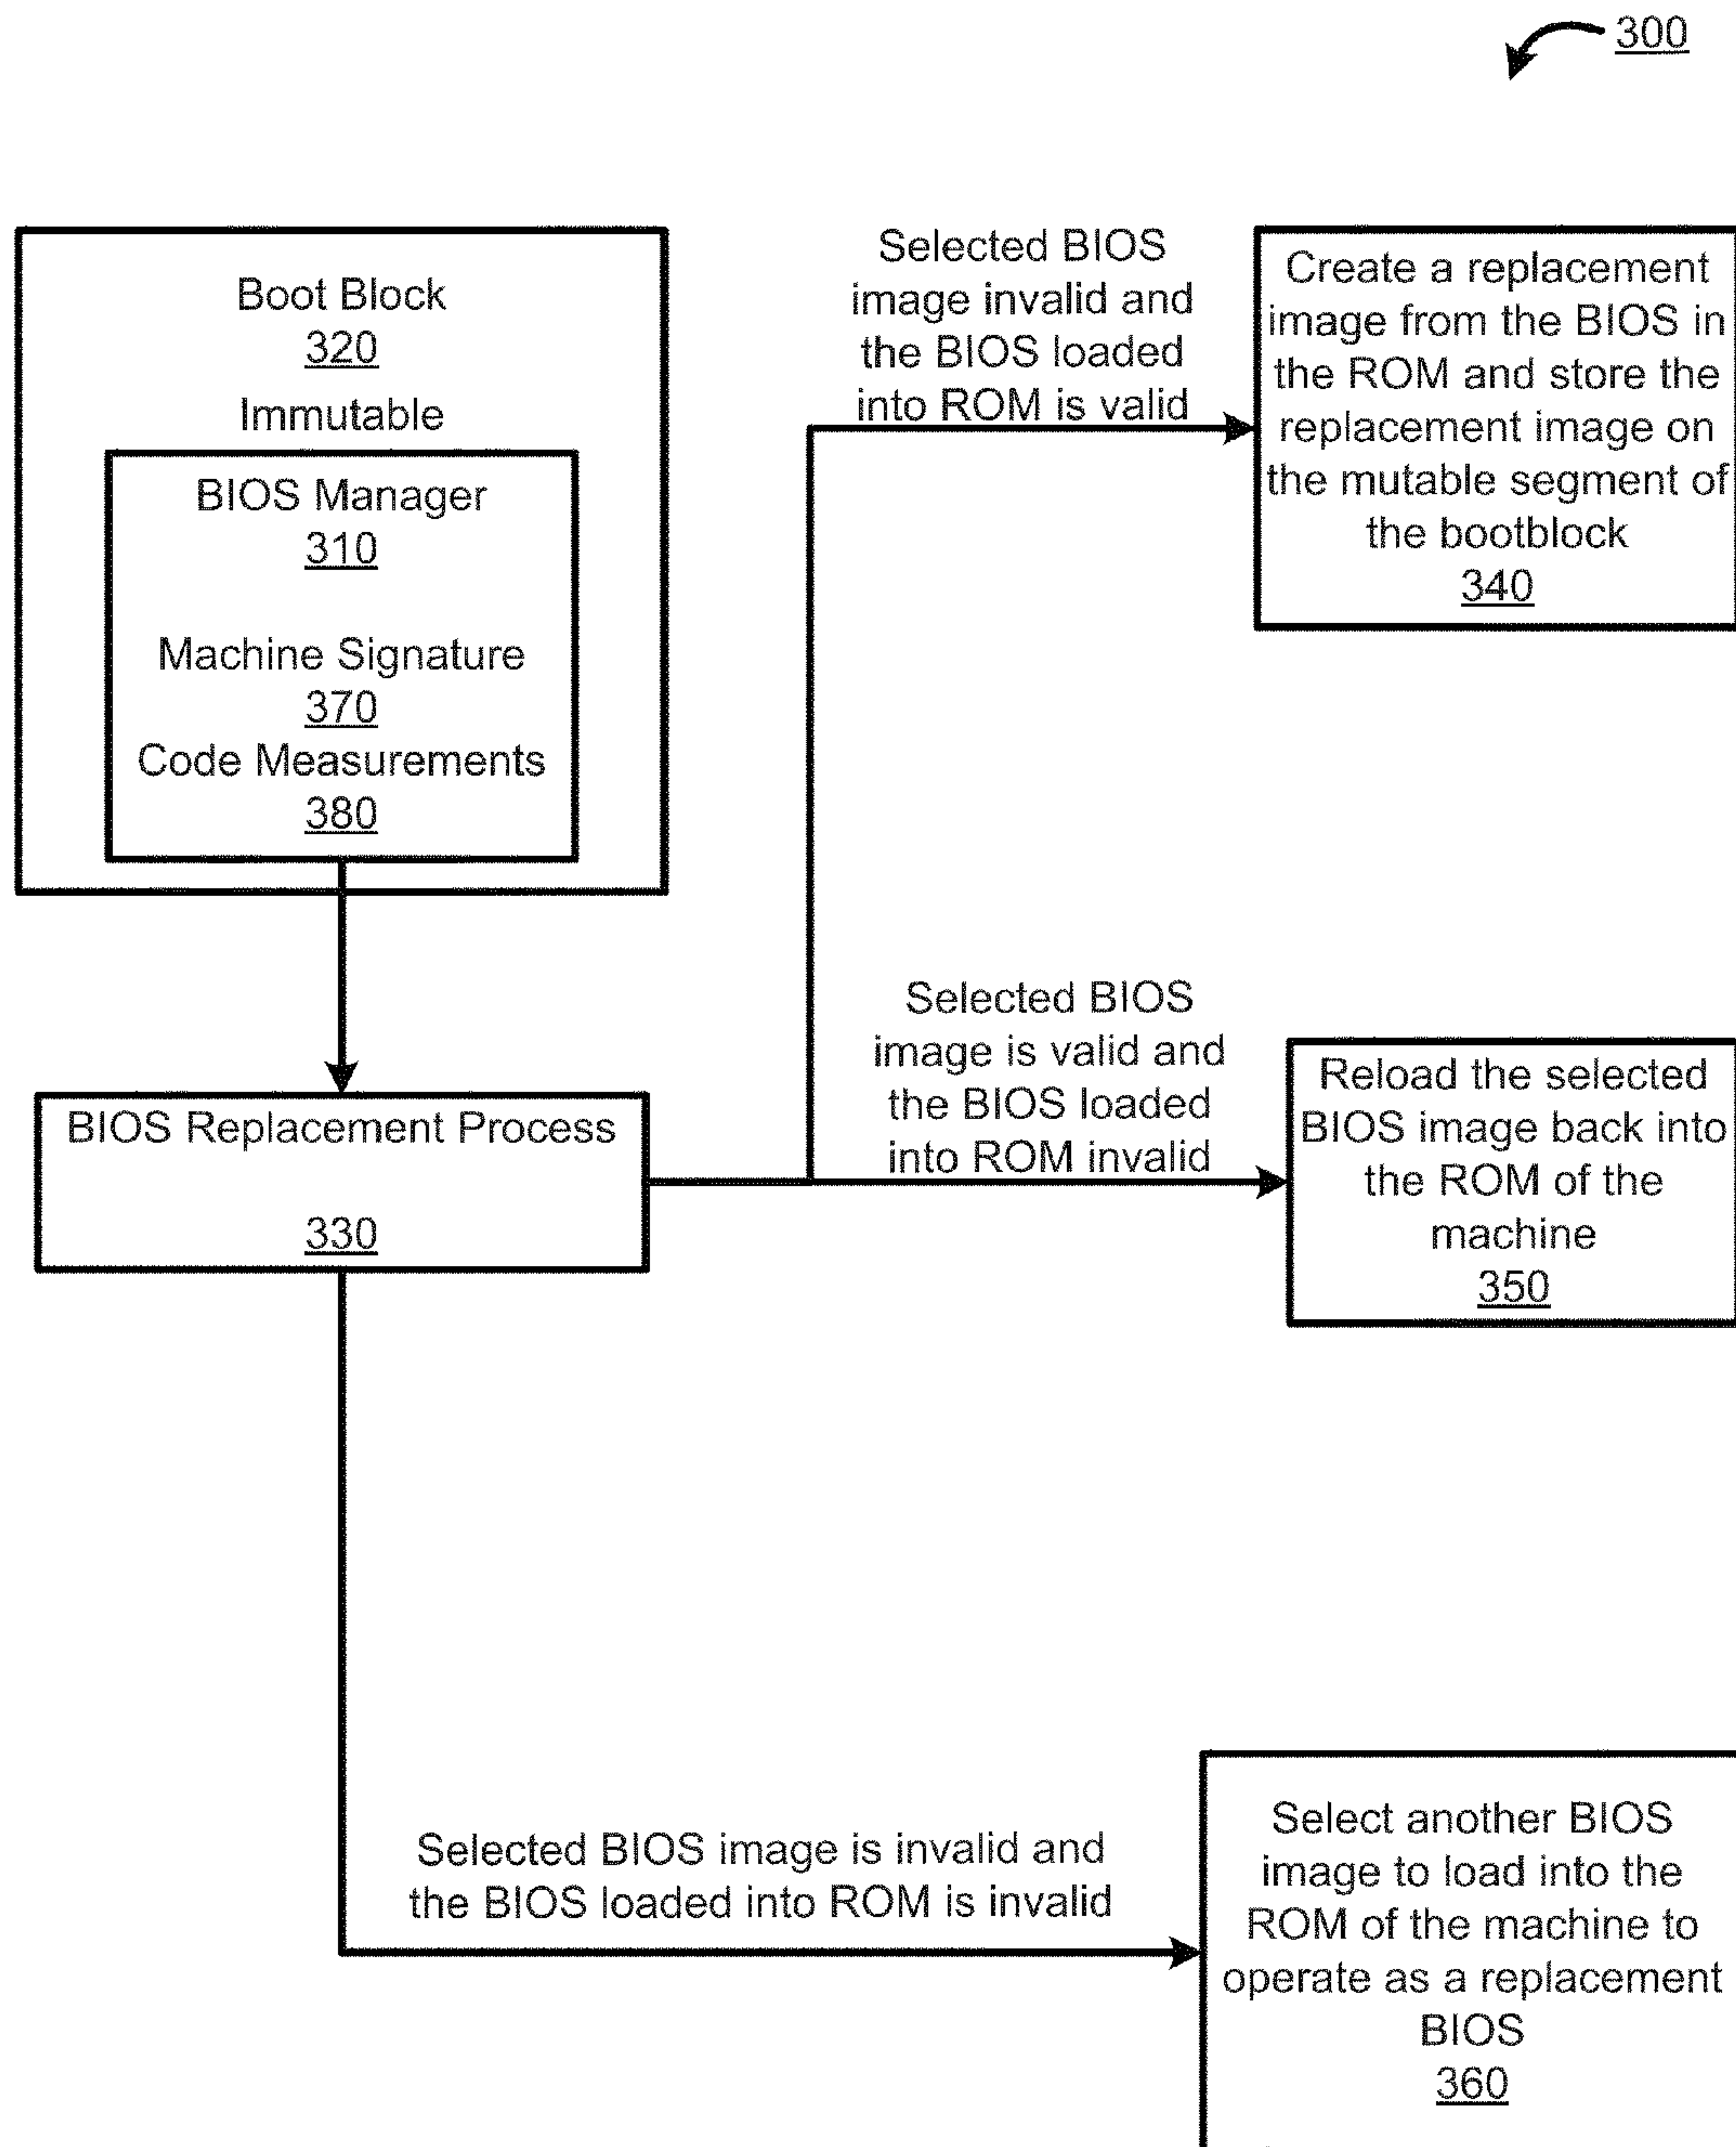 300
Boot Block
320
Immutable
BIOS Manager
310
Machine Signature
370
Code Measurements
380
Selected BIOS
image invalid and
the BIOS loaded
into ROM is valid
Create a replacement
image from the BIOS in
the ROM and store the
replacement image on
the mutable segment of
the bootblock
340
BIOS Replacement Process
330
Selected BIOS
image is valid and
the BIOS loaded
into ROM invalid
Reload the selected
BIOS image back into
the ROM of the
machine
350
Selected BIOS image is invalid and
the BIOS loaded into ROM is invalid
Select another BIOS
image to load into the
ROM of the machine to
operate as a replacement
BIOS
360